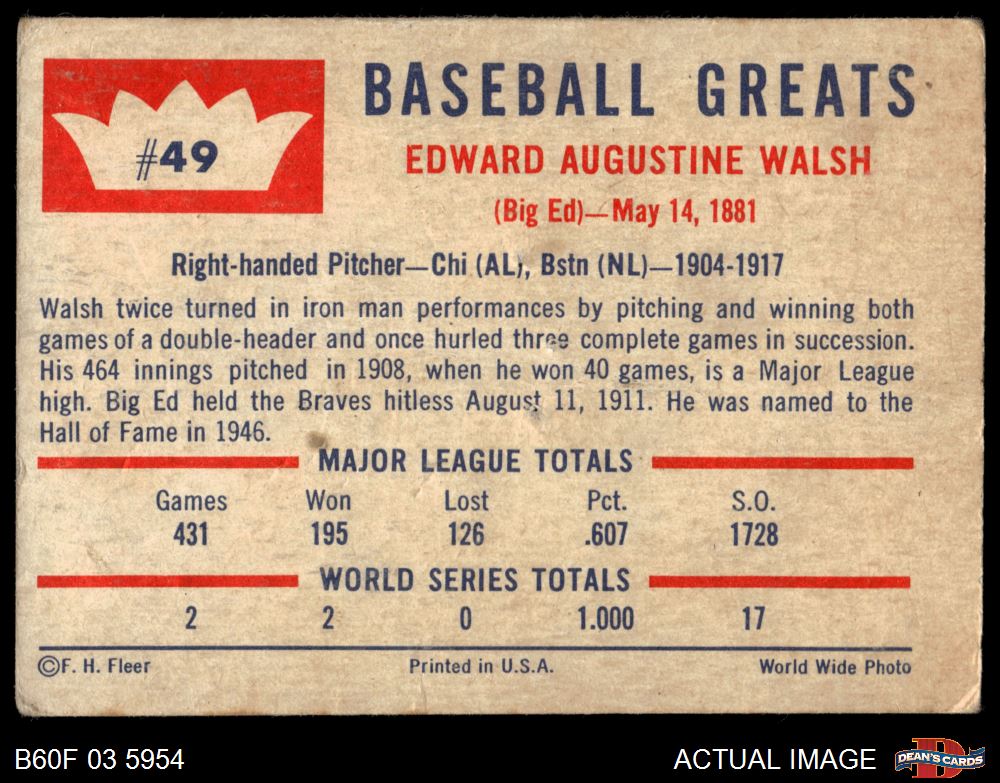 #49
BASEBALL GREATS
EDWARD AUGUSTINE WALSH
(Big Ed)—May 14, 1881
Right-handed Pitcher—Chi (AL), Bstn (NL)—1904-1917
Walsh twice turned in iron man performances by pitching and winning both
games of a double-header and once hurled three complete games in succession.
His 464 innings pitched in 1908, when he won 40 games, is a Major League
high. Big Ed held the Braves hitless August 11, 1911. He was named to the
Hall of Fame in 1946.
MAJOR LEAGUE TOTALS
Games Won Lost Pct. S.O.
431 195 126 .607 1728
WORLD SERIES TOTALS
2 2 0 1.000 17
©F. H. Fleer Printed in U.S.A. World Wide Photo
B60F 03 5954 ACTUAL IMAGE D DEAN'S CARDS